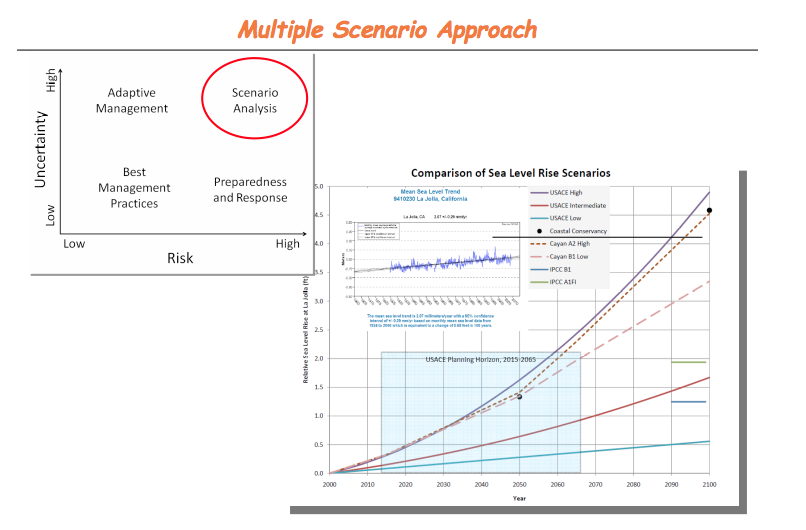 Multiple Scenario Approach
High
Adaptive
Management
Scenario
Analysis
Uncertainty
Best
Management
Practices
Preparedness
and Response
Low
Low
High
Risk
Comparison of Sea Level Rise Scenarios
Mean Sea Level Trend
9410230 La Jolla, California
La Jolla, CA 2.07 +/- 0.29 mm/yr
The mean sea level trend is 2.07 millimeters/year with a 95% confidence
interval of +/- 0.29 mm/yr based on monthly mean sea level data from
1924 to 2006 which is equivalent to a change of 0.68 feet in 100 years.
USACE High
USACE Intermediate
USACE Low
Coastal Conservancy
Cayan A2 High
Cayan B1 Low
IPCC B1
IPCC A1FI
USACE Planning Horizon, 2015-2065
Relative Sea Level Rise at La Jolla (ft)
5.0
4.5
4.0
3.5
3.0
2.5
2.0
1.5
1.0
0.5
0.0
2000 2010 2020 2030 2040 2050 2060 2070 2080 2090 2100
Year